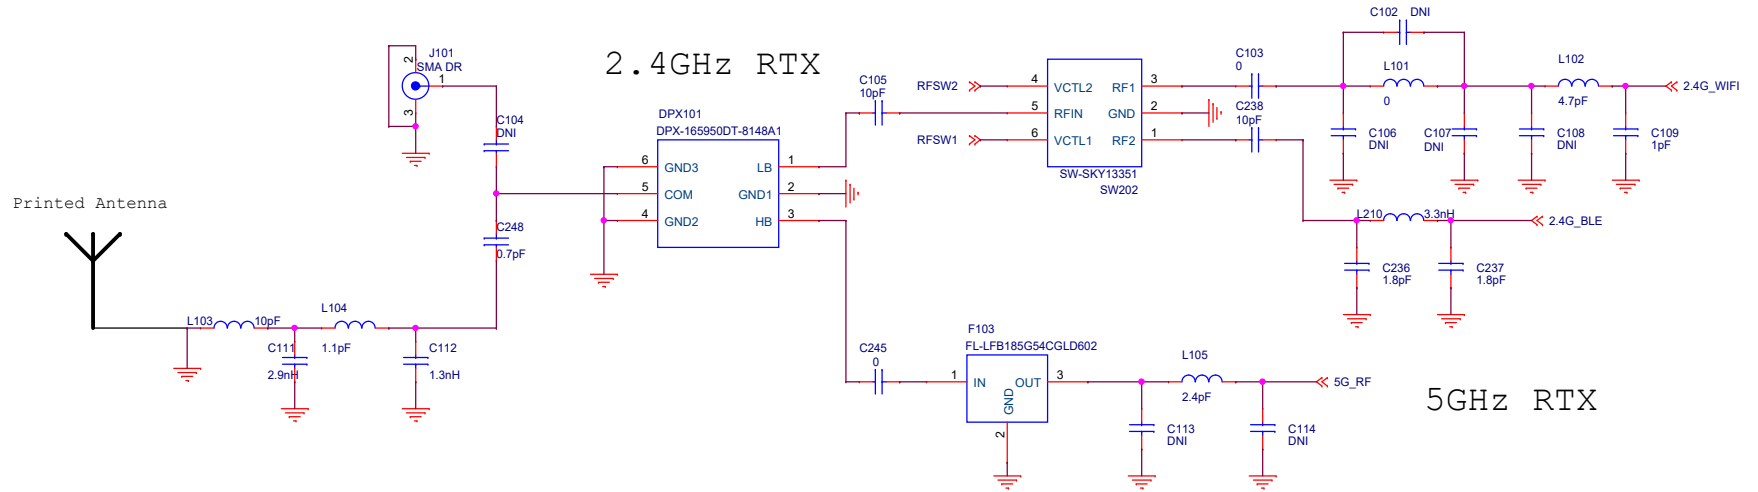 C102 DNI
J101
SMA DR
2
1
3
2.4GHz RTX
C105
10pF
C104
DNI
DPX101
DPX-165950DT-8148A1
6 GND3 LB 1
5 COM GND1 2
4 GND2 HB 3
RFSW2
RFSW1
4 VCTL2 RF1 3
5 RFIN GND 2
6 VCTL1 RF2 1
SW-SKY13351
SW202
C103
0
C238
10pF
L101
0
L102
4.7pF
2.4G_WIFI
C106
DNI
C107
DNI
C108
DNI
C109
1pF
Printed Antenna
C248
0.7pF
L210 3.3nH
2.4G_BLE
C236
1.8pF
C237
1.8pF
L103 10pF
L104
1.1pF
C111
2.9nH
C112
1.3nH
C245
0
F103
FL-LFB185G54CGLD602
1 IN OUT 3
GND
2
L105
2.4pF
5G_RF
5GHz RTX
C113
DNI
C114
DNI